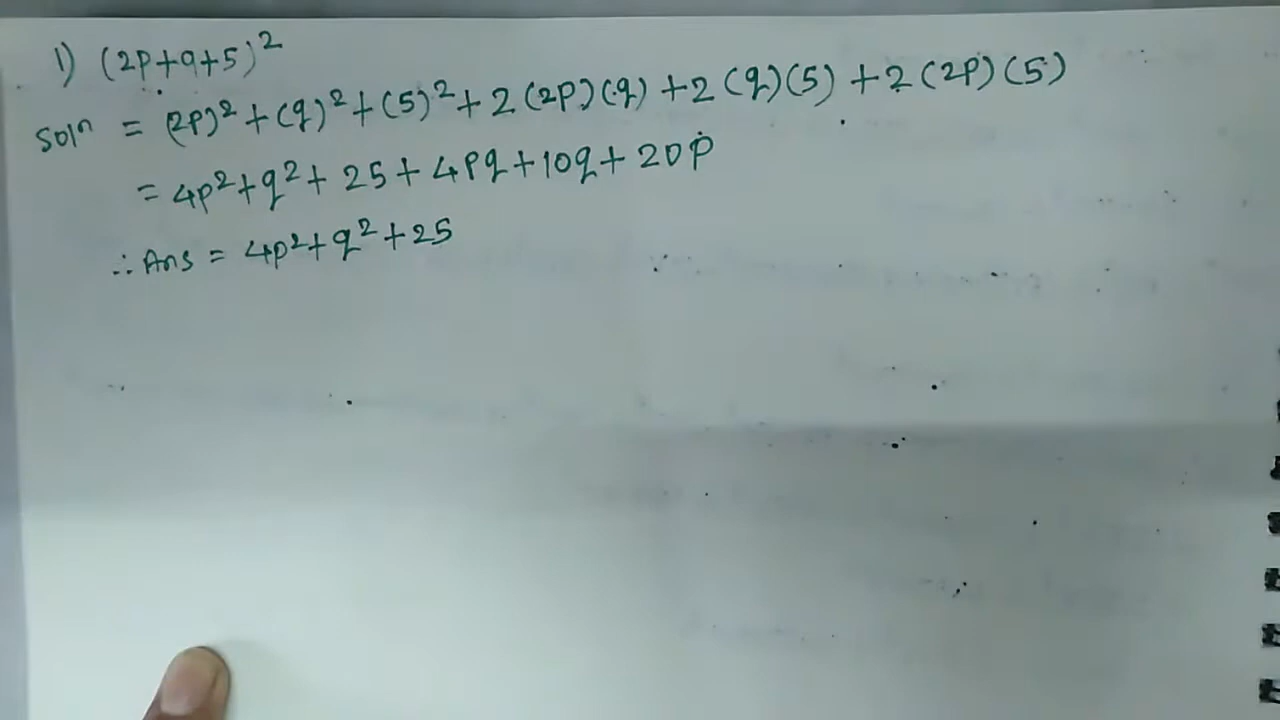 1) (2p+q+5)²
Solⁿ = (2p)²+(q)²+(5)²+2(2p)(q)+2(q)(5)+2(2p)(5)
= 4p²+q²+25+4pq+10q+20p
∴ Ans = 4p²+q²+25